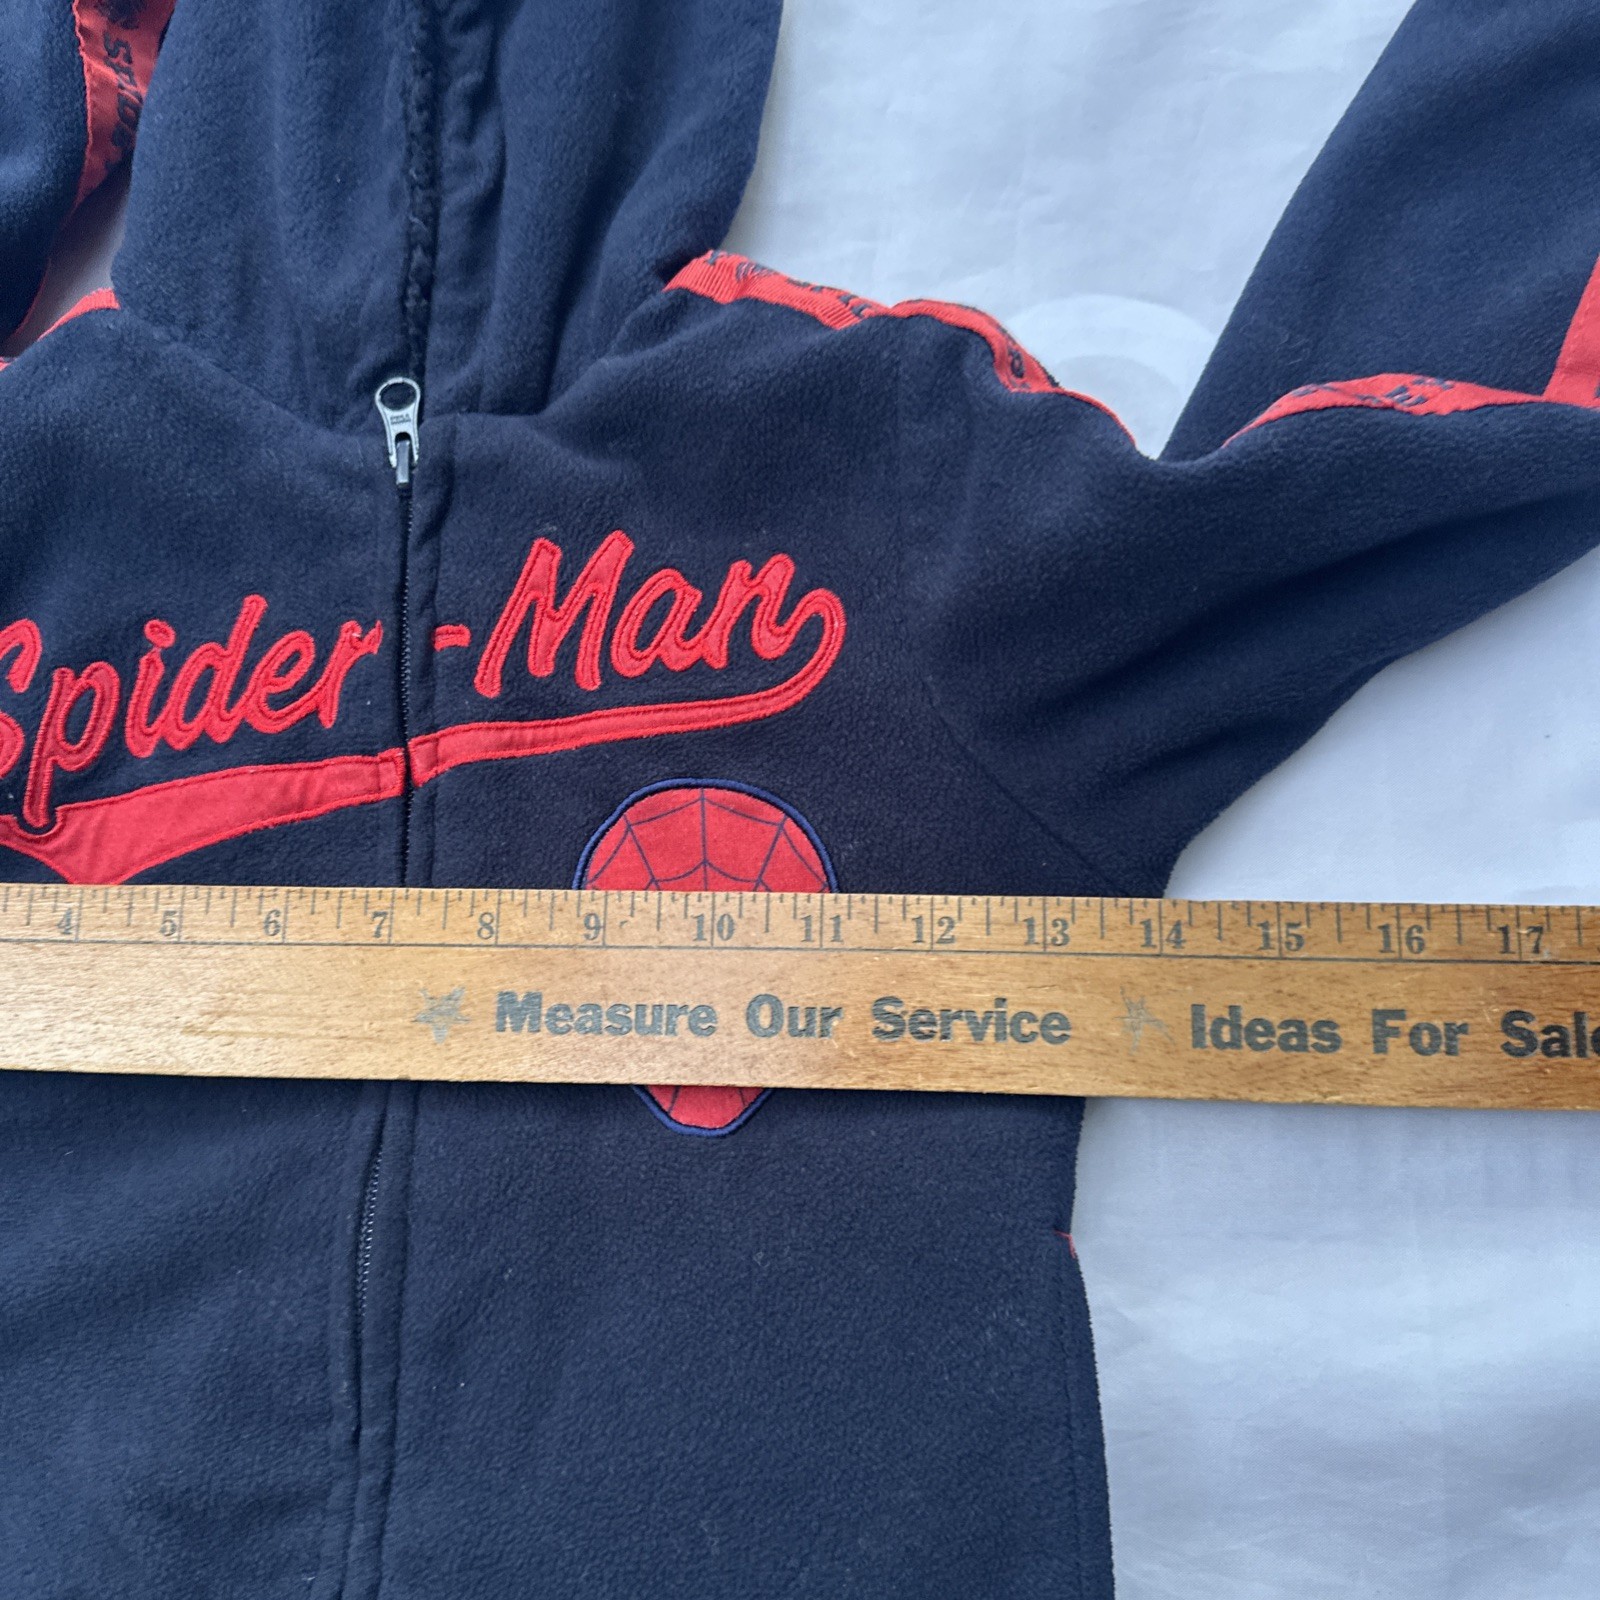 Spider-Man
4 5 6 7 8 9 10 11 12 13 14 15 16 17
Measure Our Service Ideas For Sale